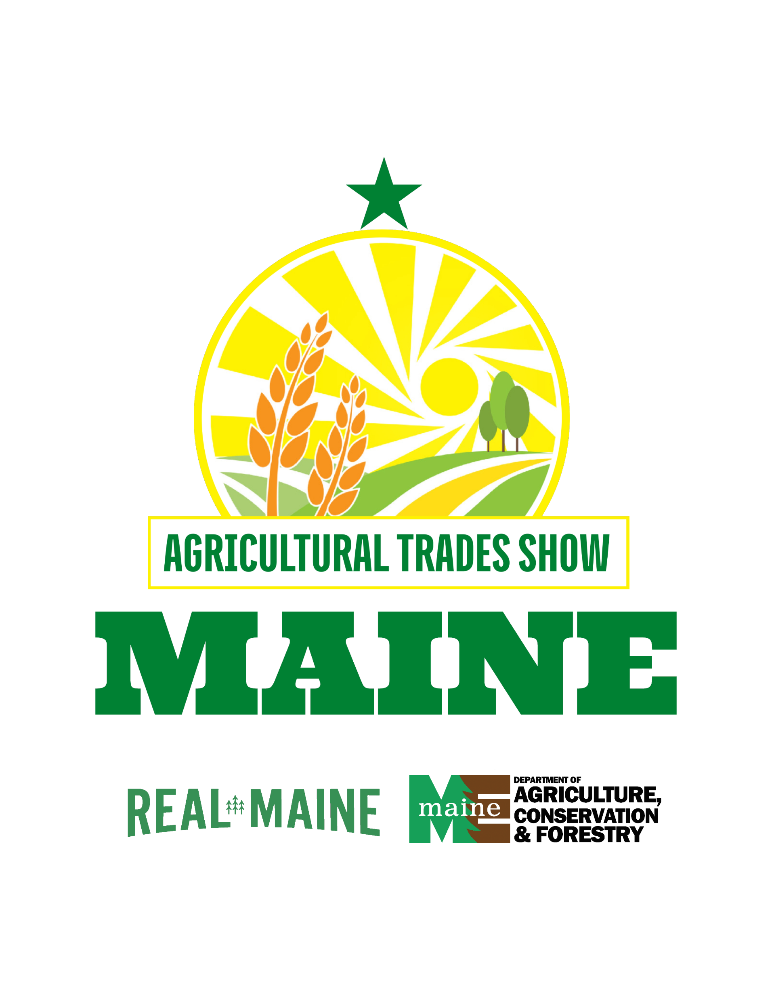 AGRICULTURAL TRADES SHOW
MAINE
REAL MAINE
maine
DEPARTMENT OF
AGRICULTURE,
CONSERVATION
& FORESTRY